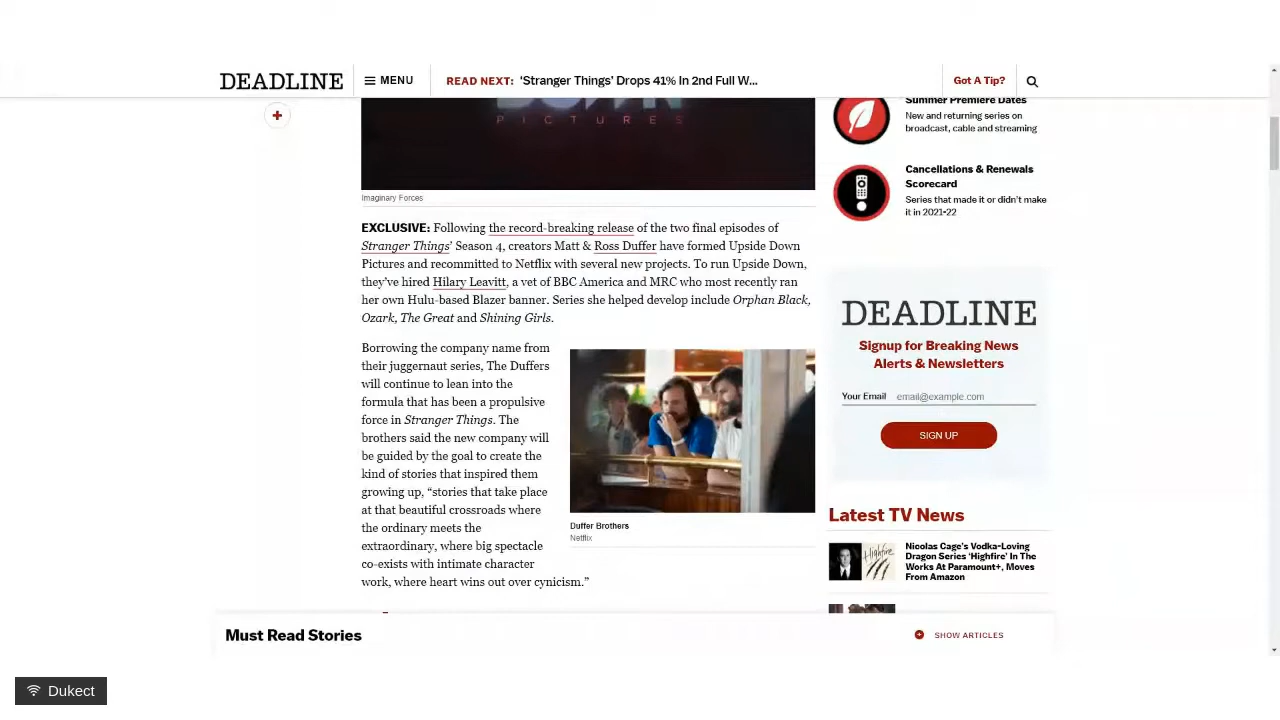 DEADLINE
MENU
READ NEXT: ‘Stranger Things’ Drops 41% In 2nd Full W...
Got A Tip?
PICTURES
Imaginary Forces
EXCLUSIVE: Following the record-breaking release of the two final episodes of
Stranger Things’ Season 4, creators Matt & Ross Duffer have formed Upside Down
Pictures and recommitted to Netflix with several new projects. To run Upside Down,
they’ve hired Hilary Leavitt, a vet of BBC America and MRC who most recently ran
her own Hulu-based Blazer banner. Series she helped develop include Orphan Black,
Ozark, The Great and Shining Girls.
Borrowing the company name from
their juggernaut series, The Duffers
will continue to lean into the
formula that has been a propulsive
force in Stranger Things. The
brothers said the new company will
be guided by the goal to create the
kind of stories that inspired them
growing up, “stories that take place
at that beautiful crossroads where
the ordinary meets the
extraordinary, where big spectacle
co-exists with intimate character
work, where heart wins out over cynicism.”
Duffer Brothers
Netflix
Summer Premiere Dates
New and returning series on
broadcast, cable and streaming
Cancellations & Renewals
Scorecard
Series that made it or didn’t make
it in 2021-22
DEADLINE
Signup for Breaking News
Alerts & Newsletters
Your Email email@example.com
SIGN UP
Latest TV News
Highfire
Nicolas Cage’s Vodka-Loving
Dragon Series ‘Highfire’ In The
Works At Paramount+, Moves
From Amazon
Must Read Stories
SHOW ARTICLES
Dukect